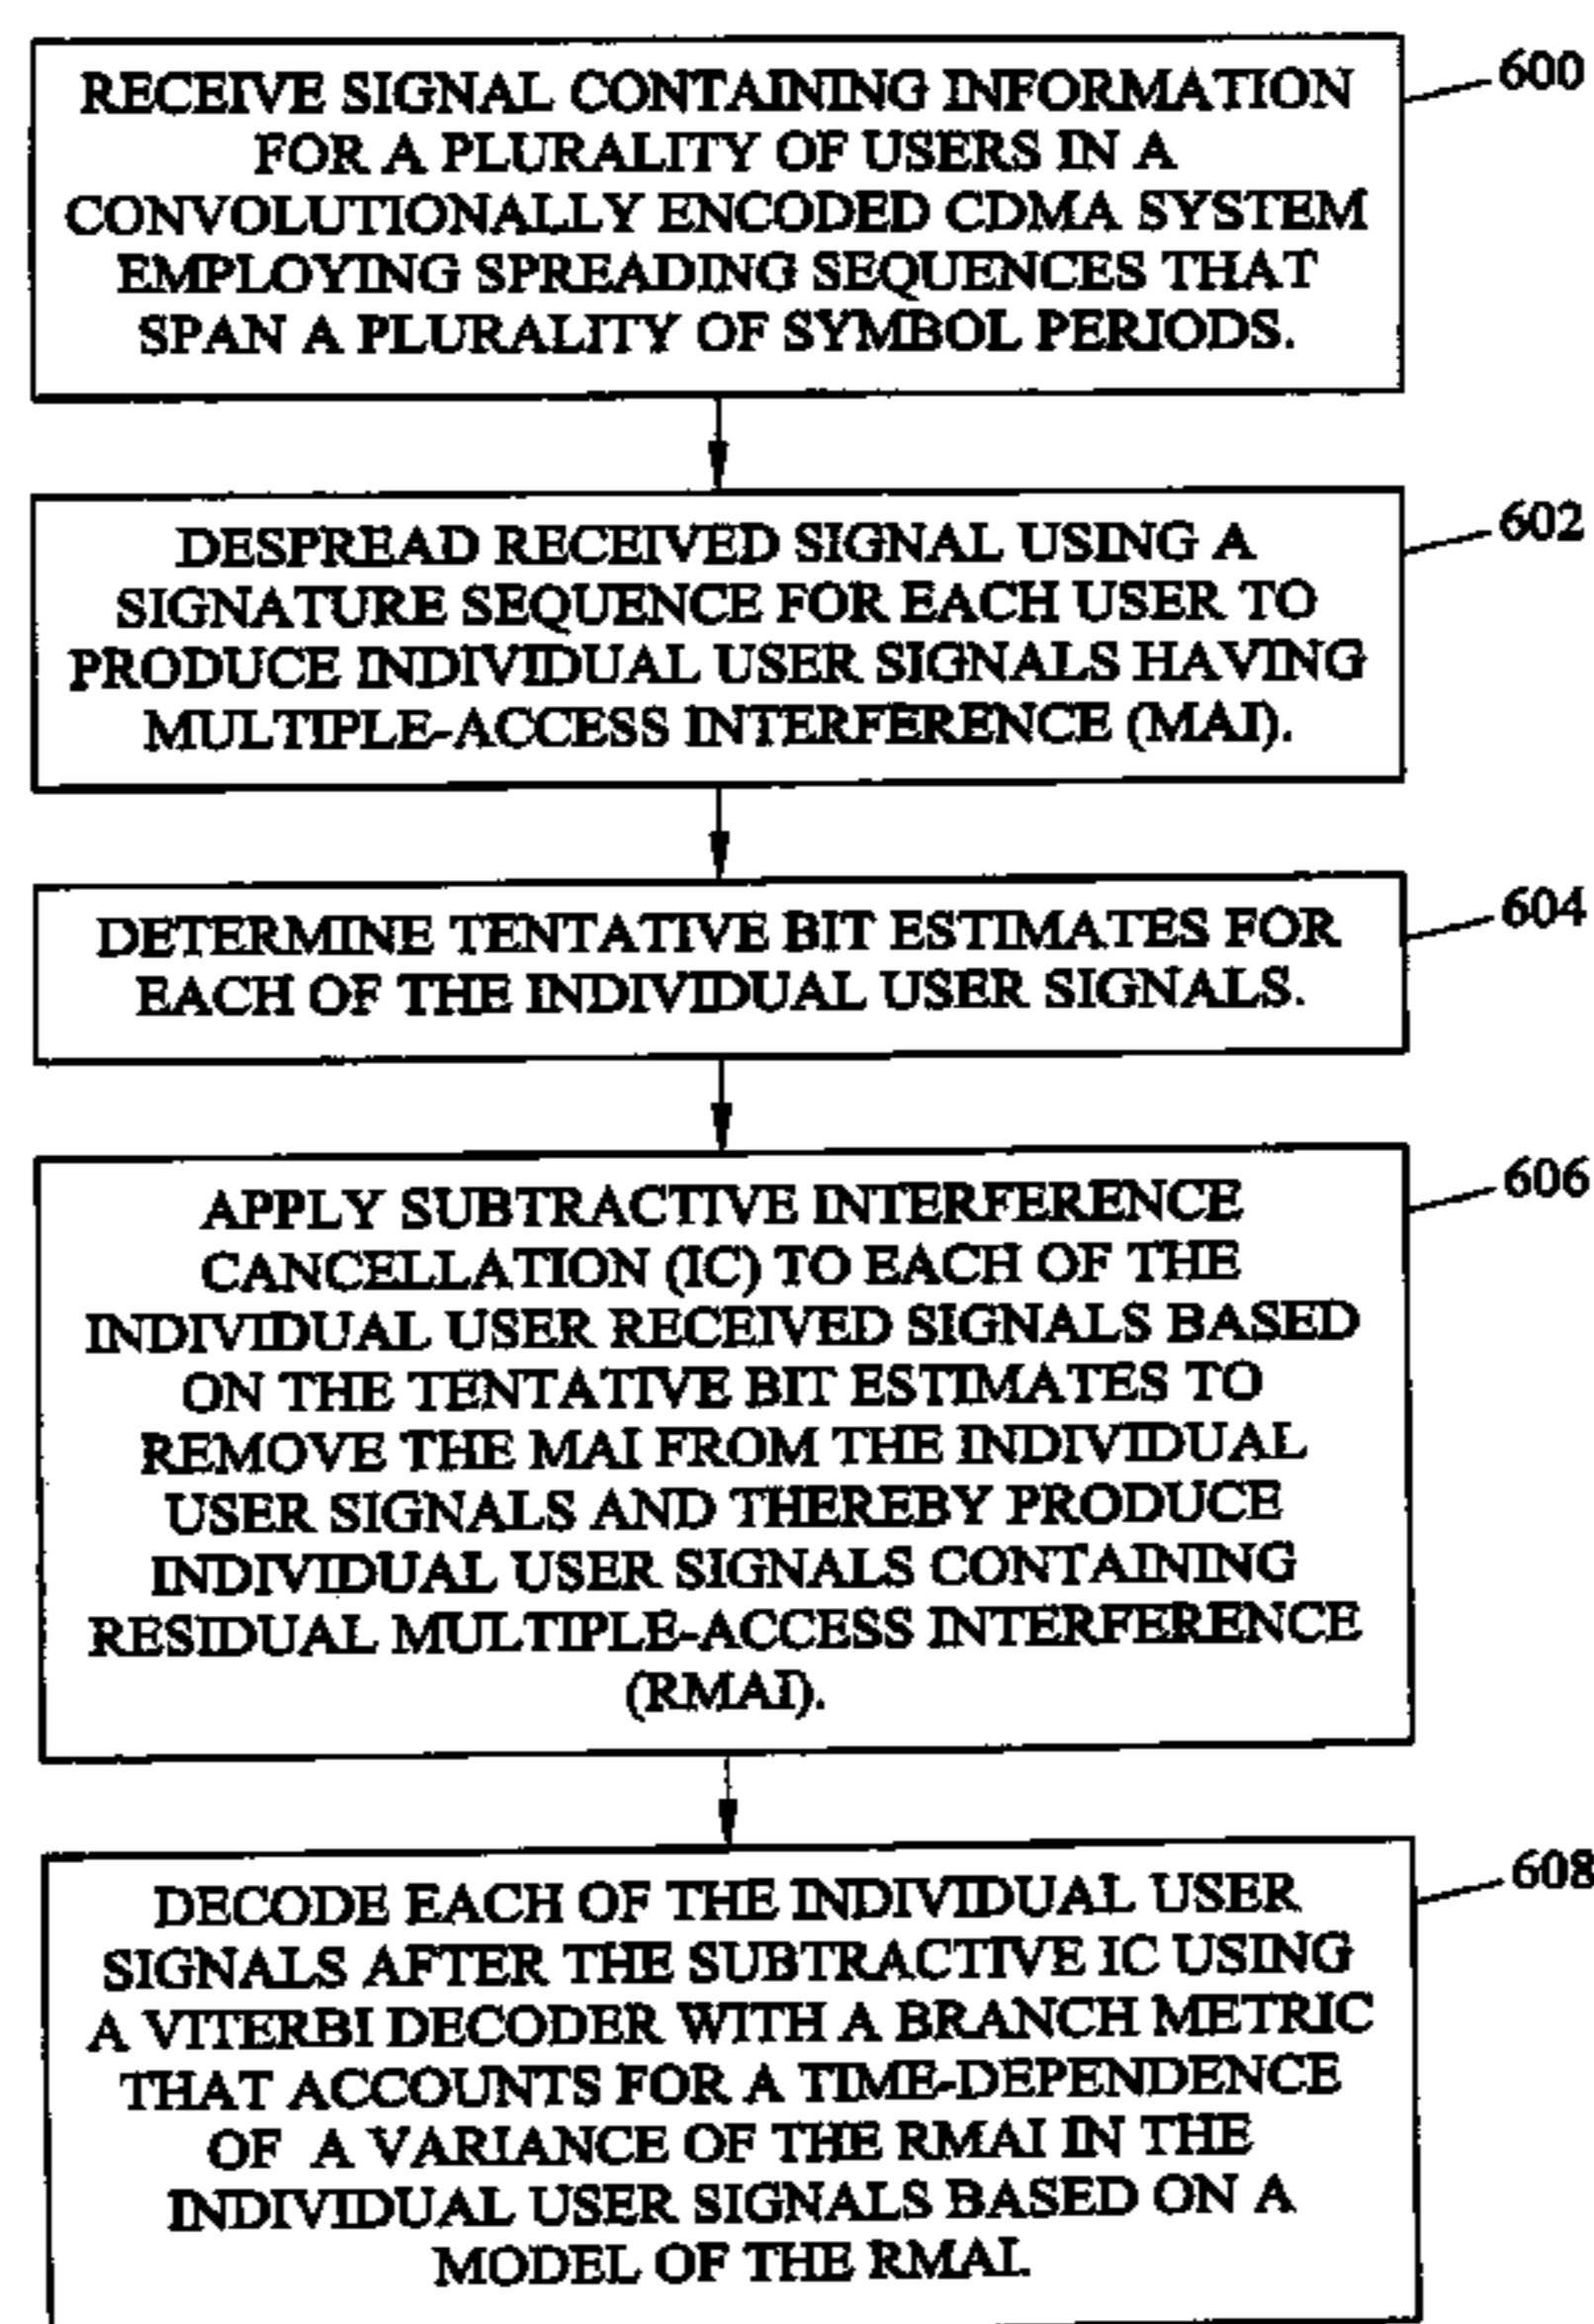 RECEIVE SIGNAL CONTAINING INFORMATION
FOR A PLURALITY OF USERS IN A
CONVOLUTIONALLY ENCODED CDMA SYSTEM
EMPLOYING SPREADING SEQUENCES THAT
SPAN A PLURALITY OF SYMBOL PERIODS.
600
DESPREAD RECEIVED SIGNAL USING A
SIGNATURE SEQUENCE FOR EACH USER TO
PRODUCE INDIVIDUAL USER SIGNALS HAVING
MULTIPLE-ACCESS INTERFERENCE (MAI).
602
DETERMINE TENTATIVE BIT ESTIMATES FOR
EACH OF THE INDIVIDUAL USER SIGNALS.
604
APPLY SUBTRACTIVE INTERFERENCE
CANCELLATION (IC) TO EACH OF THE
INDIVIDUAL USER RECEIVED SIGNALS BASED
ON THE TENTATIVE BIT ESTIMATES TO
REMOVE THE MAI FROM THE INDIVIDUAL
USER SIGNALS AND THEREBY PRODUCE
INDIVIDUAL USER SIGNALS CONTAINING
RESIDUAL MULTIPLE-ACCESS INTERFERENCE
(RMAI).
606
DECODE EACH OF THE INDIVIDUAL USER
SIGNALS AFTER THE SUBTRACTIVE IC USING
A VITERBI DECODER WITH A BRANCH METRIC
THAT ACCOUNTS FOR A TIME-DEPENDENCE
OF A VARIANCE OF THE RMAI IN THE
INDIVIDUAL USER SIGNALS BASED ON A
MODEL OF THE RMAI.
608